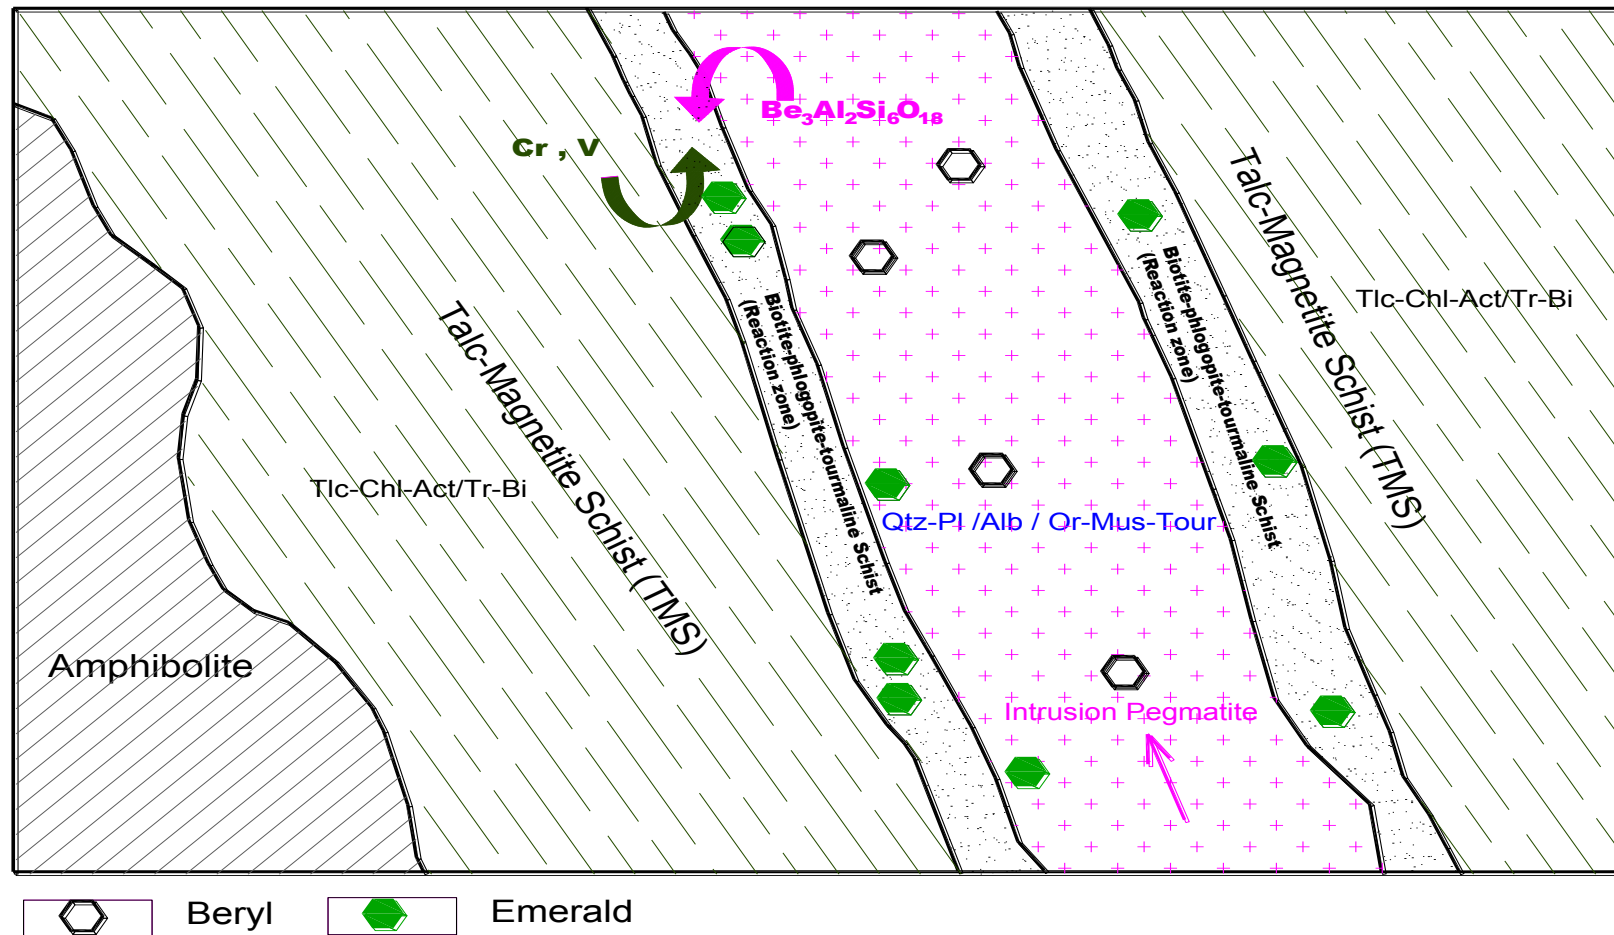 Be₃Al₂Si₆O₁₈
Cr , V
Talc-Magnetite Schist (TMS)
Biotite-phlogopite-tourmaline Schist
(Reaction zone)
Biotite-phlogopite-tourmaline Schist
(Reaction zone)
Talc-Magnetite Schist (TMS)
Tlc-Chl-Act/Tr-Bi
Tlc-Chl-Act/Tr-Bi
Qtz-Pl /Alb / Or-Mus-Tour
Amphibolite
Intrusion Pegmatite
Beryl
Emerald